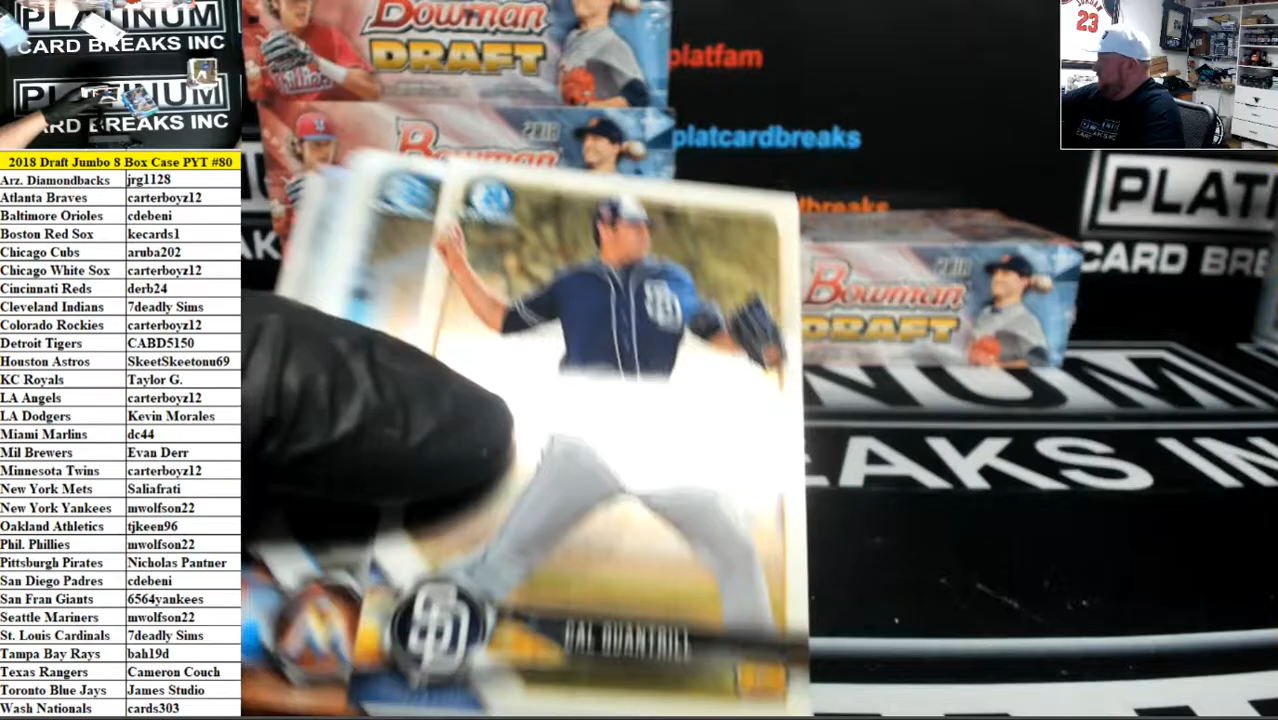 PLATINUM
CARD BREAKS INC
PLATINUM
CARD BREAKS INC
2018 Draft Jumbo 8 Box Case PYT #80
Arz. Diamondbacks jrg1128
Atlanta Braves carterboyz12
Baltimore Orioles cdebeni
Boston Red Sox kecards1
Chicago Cubs aruba202
Chicago White Sox carterboyz12
Cincinnati Reds derb24
Cleveland Indians 7deadly Sims
Colorado Rockies carterboyz12
Detroit Tigers CABD5150
Houston Astros SkeetSkeetonu69
KC Royals Taylor G.
LA Angels carterboyz12
LA Dodgers Kevin Morales
Miami Marlins dc44
Mil Brewers Evan Derr
Minnesota Twins carterboyz12
New York Mets Saliafrati
New York Yankees mwolfson22
Oakland Athletics tjkeen96
Phil. Phillies mwolfson22
Pittsburgh Pirates Nicholas Pantner
San Diego Padres cdebeni
San Fran Giants 6564yankees
Seattle Mariners mwolfson22
St. Louis Cardinals 7deadly Sims
Tampa Bay Rays bah19d
Texas Rangers Cameron Couch
Toronto Blue Jays James Studio
Wash Nationals cards303
Bowman
DRAFT
Phillies
2018
Bowman
platfam
platcardbreaks
breaks
2018
Bowman
DRAFT
SD
CAL QUANTRILL
23
PLATI
CARD BRE
NUM
EAKS IN